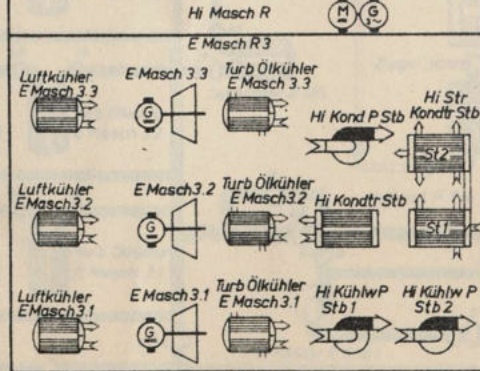 Hi Masch R
M G
E Masch R 3
Luftkühler
E Masch 3.3
E Masch 3.3
G
Turb Ölkühler
E Masch 3.3
Hi Kond P Stb
Hi Str
Kondtr Stb
St2
Luftkühler
E Masch 3.2
E Masch 3.2
G
Turb Ölkühler
E Masch 3.2
Hi Kondtr Stb
St1
Luftkühler
E Masch 3.1
E Masch 3.1
G
Turb Ölkühler
E Masch 3.1
Hi Kühlw P
Stb 1
Hi Kühlw P
Stb 2